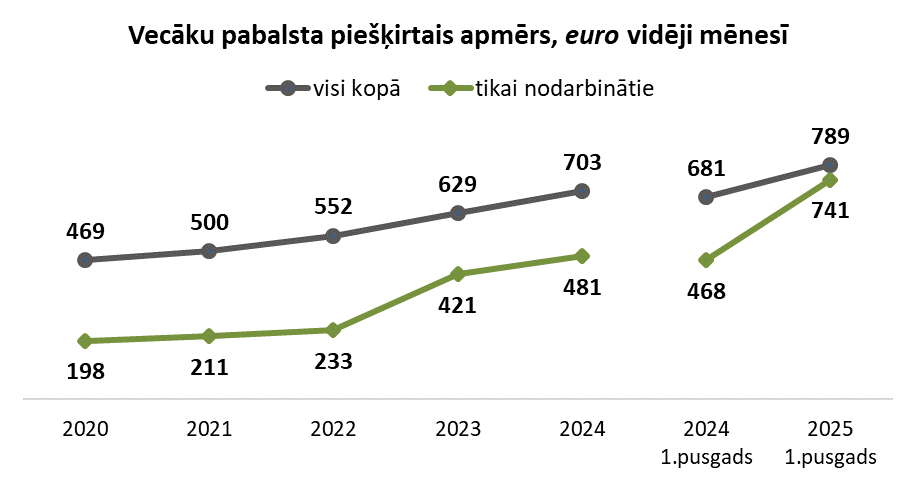 Vecāku pabalsta piešķirtais apmērs, euro vidēji mēnesī
visi kopā tikai nodarbinātie
469 500 552 629 703 681 789
198 211 233 421 481 468 741
2020 2021 2022 2023 2024 2024 2025
1.pusgads 1.pusgads